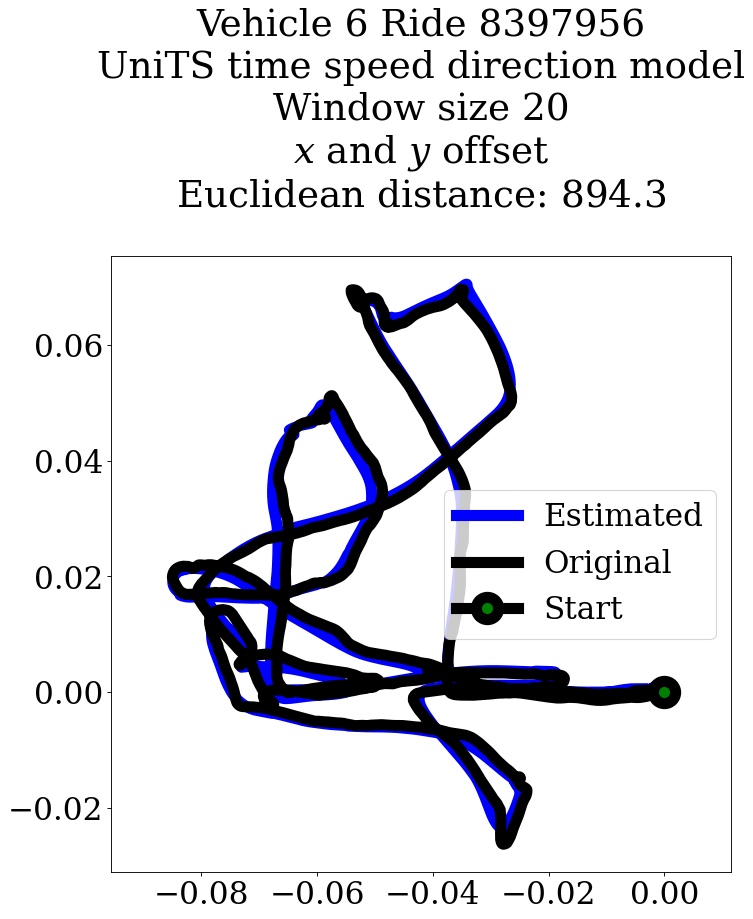 Vehicle 6 Ride 8397956
UniTS time speed direction model
Window size 20
x and y offset
Euclidean distance: 894.3
0.06
0.04
Estimated
Original
Start
0.02
0.00
−0.02
−0.08 −0.06 −0.04 −0.02 0.00